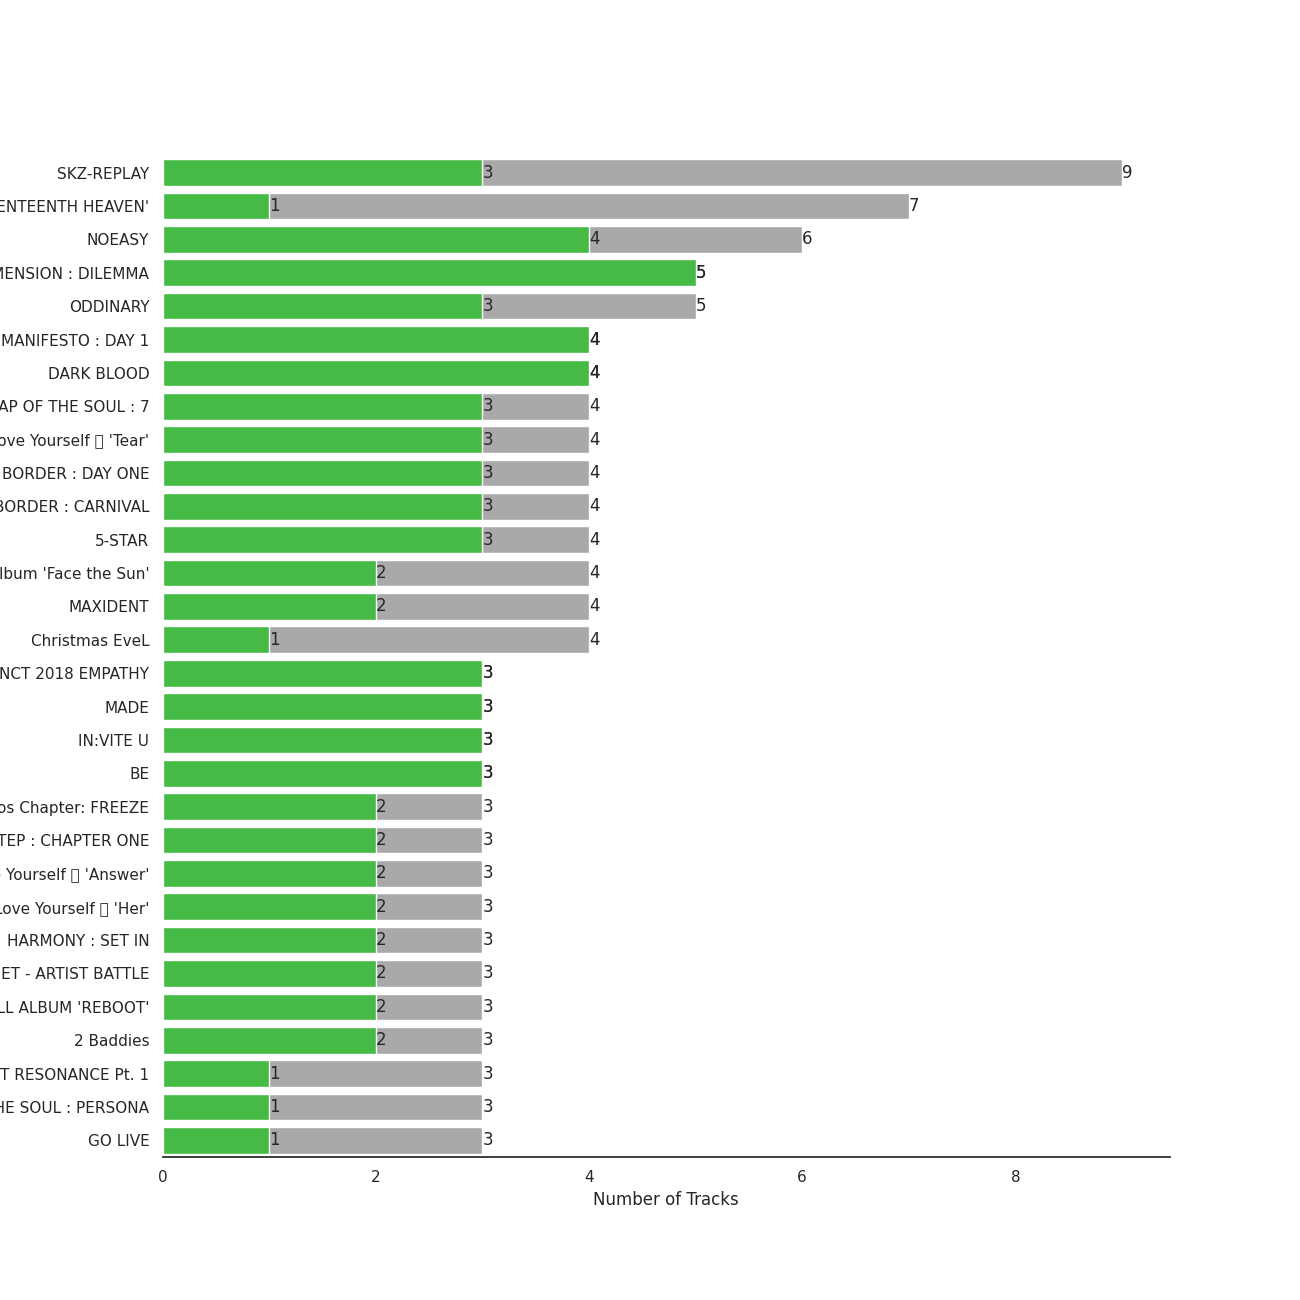 SKZ-REPLAY 3 9
ENTEENTH HEAVEN' 1 7
NOEASY 4 6
MENSION : DILEMMA 5
ODDINARY 3 5
MANIFESTO : DAY 1 4
DARK BLOOD 4
AP OF THE SOUL : 7 3 4
ove Yourself 'Tear' 3 4
BORDER : DAY ONE 3 4
BORDER : CARNIVAL 3 4
5-STAR 3 4
lbum 'Face the Sun' 2 4
MAXIDENT 2 4
Christmas EveL 1 4
NCT 2018 EMPATHY 3
MADE 3
IN:VITE U 3
BE 3
os Chapter: FREEZE 2 3
TEP : CHAPTER ONE 2 3
Yourself 'Answer' 2 3
Love Yourself 'Her' 2 3
HARMONY : SET IN 2 3
ET - ARTIST BATTLE 2 3
LL ALBUM 'REBOOT' 2 3
2 Baddies 2 3
T RESONANCE Pt. 1 1 3
HE SOUL : PERSONA 1 3
GO LIVE 1 3
0 2 4 6 8
Number of Tracks